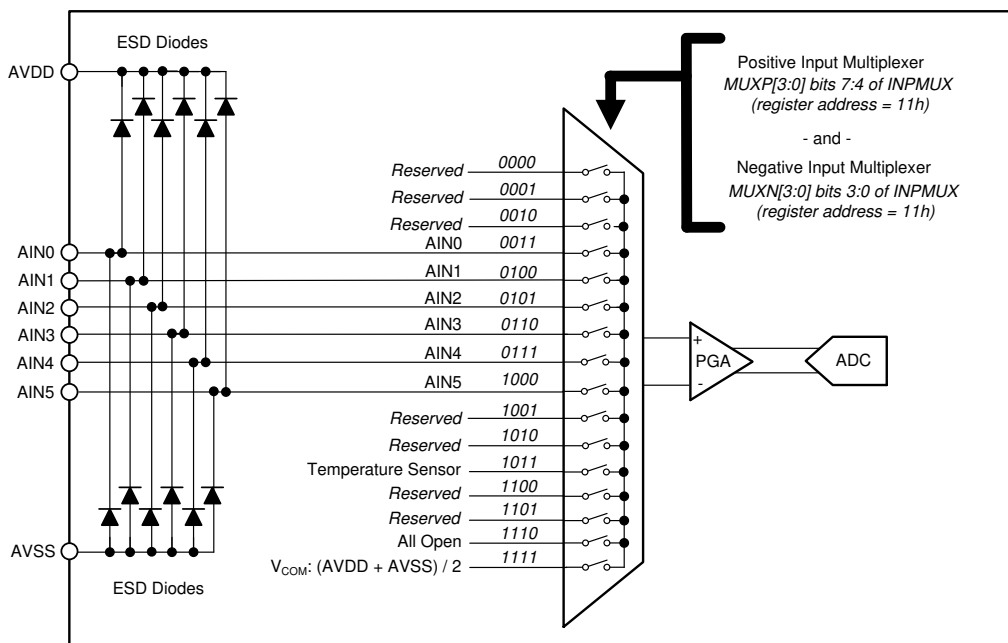 ESD Diodes
AVDD
Positive Input Multiplexer
MUXP[3:0] bits 7:4 of INPMUX
(register address = 11h)
- and -
Negative Input Multiplexer
MUXN[3:0] bits 3:0 of INPMUX
(register address = 11h)
Reserved 0000
Reserved 0001
Reserved 0010
AIN0 AIN0 0011
AIN1 AIN1 0100
AIN2 AIN2 0101
AIN3 AIN3 0110
AIN4 AIN4 0111
AIN5 AIN5 1000
+
PGA
-
ADC
Reserved 1001
Reserved 1010
Temperature Sensor 1011
Reserved 1100
Reserved 1101
All Open 1110
VCOM: (AVDD + AVSS) / 2 1111
AVSS
ESD Diodes